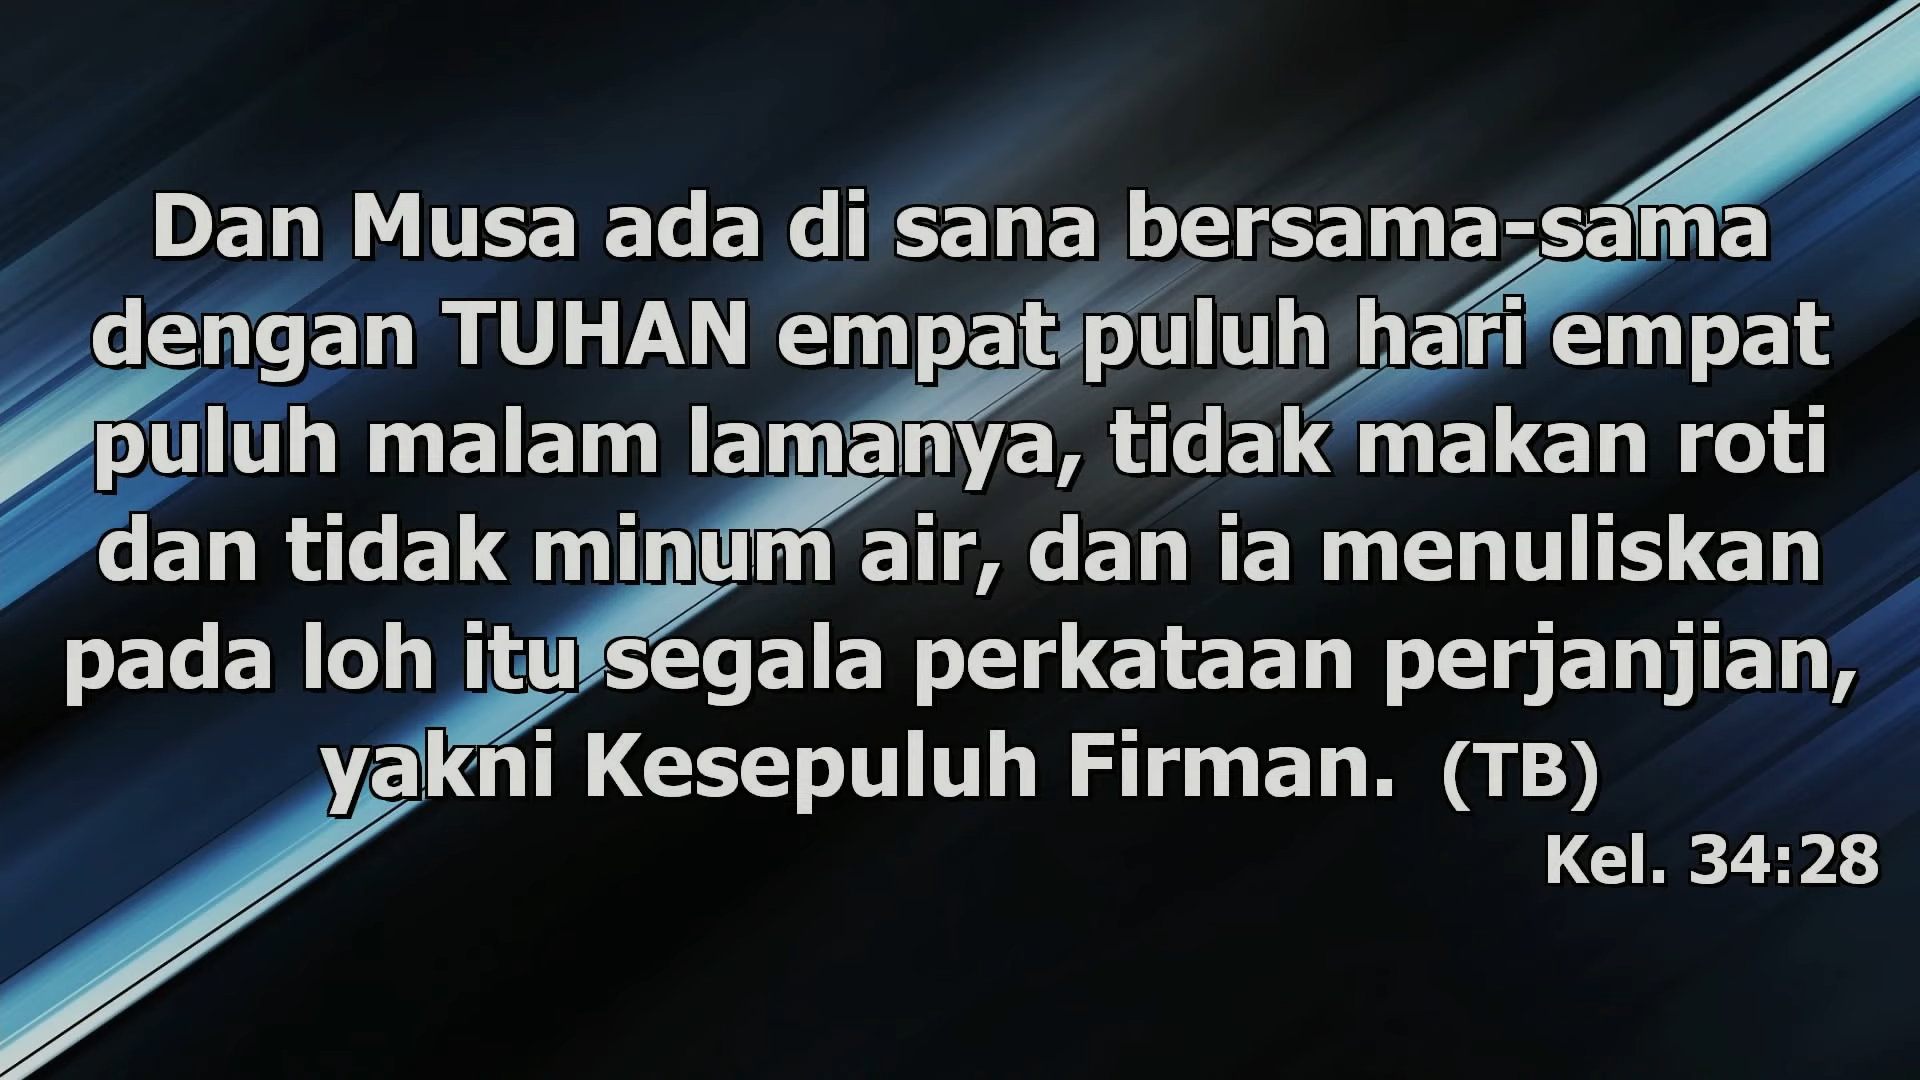 Dan Musa ada di sana bersama-sama
dengan TUHAN empat puluh hari empat
puluh malam lamanya, tidak makan roti
dan tidak minum air, dan ia menuliskan
pada loh itu segala perkataan perjanjian,
yakni Kesepuluh Firman. (TB)
Kel. 34:28